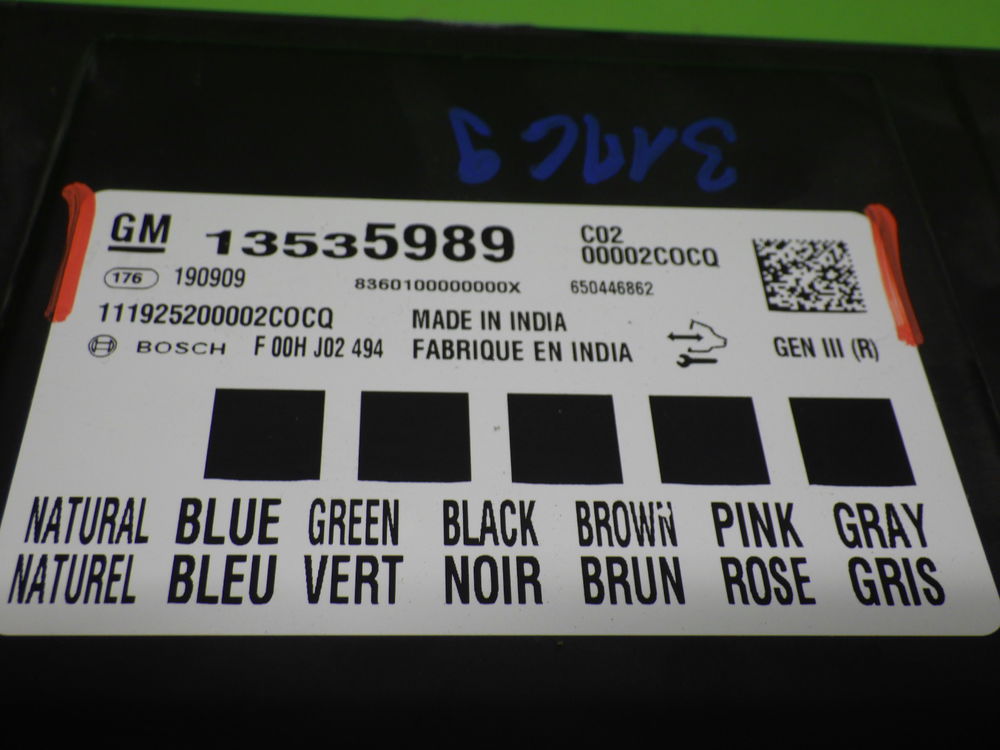 GM 13535989 C02
00002COCQ
176 190909 8360100000000X 650446862
111925200002COCQ MADE IN INDIA
BOSCH F 00H J02 494 FABRIQUE EN INDIA GEN III (R)
NATURAL BLUE GREEN BLACK BROWN PINK GRAY
NATUREL BLEU VERT NOIR BRUN ROSE GRIS